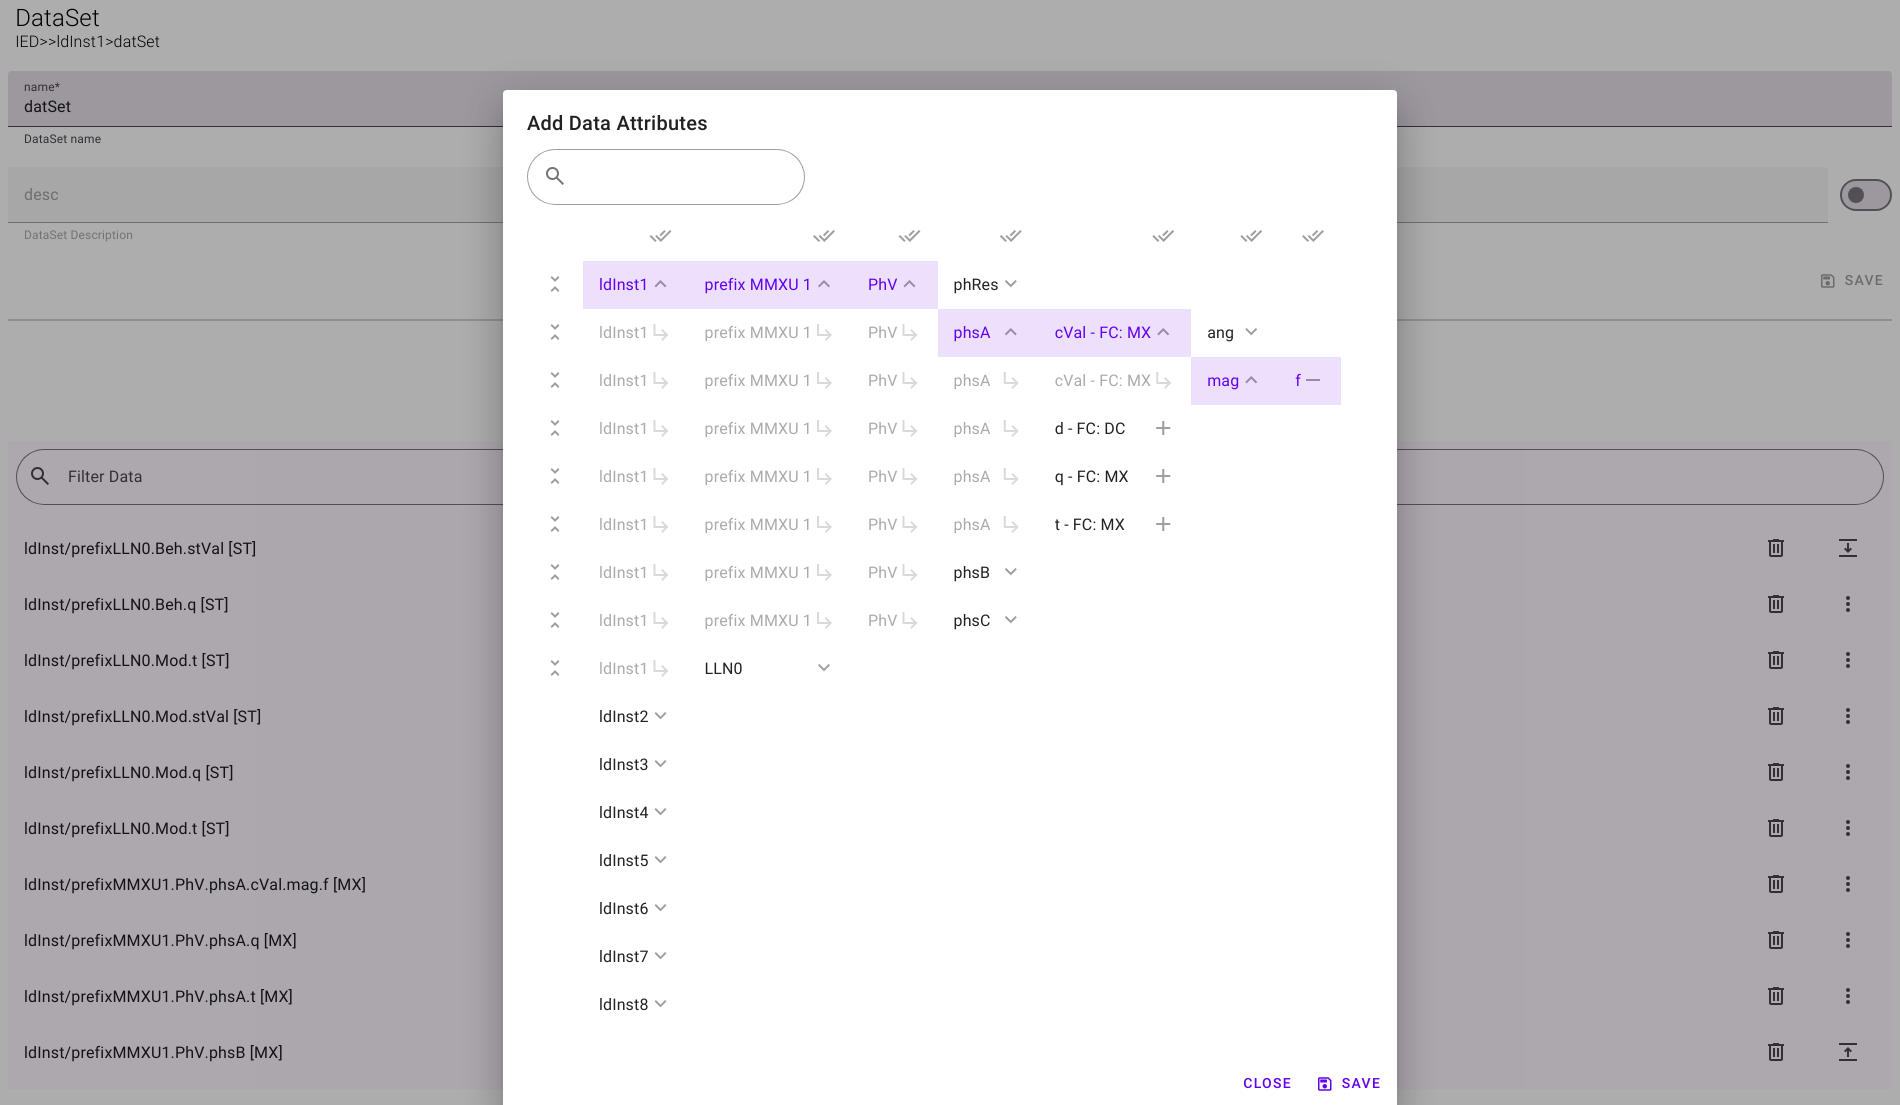 DataSet
IED>>ldInst1>datSet
name*
datSet
DataSet name
desc
DataSet Description
SAVE
Filter Data
ldInst/prefixLLN0.Beh.stVal [ST]
ldInst/prefixLLN0.Beh.q [ST]
ldInst/prefixLLN0.Mod.t [ST]
ldInst/prefixLLN0.Mod.stVal [ST]
ldInst/prefixLLN0.Mod.q [ST]
ldInst/prefixLLN0.Mod.t [ST]
ldInst/prefixMMXU1.PhV.phsA.cVal.mag.f [MX]
ldInst/prefixMMXU1.PhV.phsA.q [MX]
ldInst/prefixMMXU1.PhV.phsA.t [MX]
ldInst/prefixMMXU1.PhV.phsB [MX]
Add Data Attributes
ldInst1 prefix MMXU 1 PhV phRes
ldInst1 prefix MMXU 1 PhV phsA cVal - FC: MX ang
ldInst1 prefix MMXU 1 PhV phsA cVal - FC: MX mag f
ldInst1 prefix MMXU 1 PhV phsA d - FC: DC
ldInst1 prefix MMXU 1 PhV phsA q - FC: MX
ldInst1 prefix MMXU 1 PhV phsA t - FC: MX
ldInst1 prefix MMXU 1 PhV phsB
ldInst1 prefix MMXU 1 PhV phsC
ldInst1 LLN0
ldInst2
ldInst3
ldInst4
ldInst5
ldInst6
ldInst7
ldInst8
CLOSE SAVE